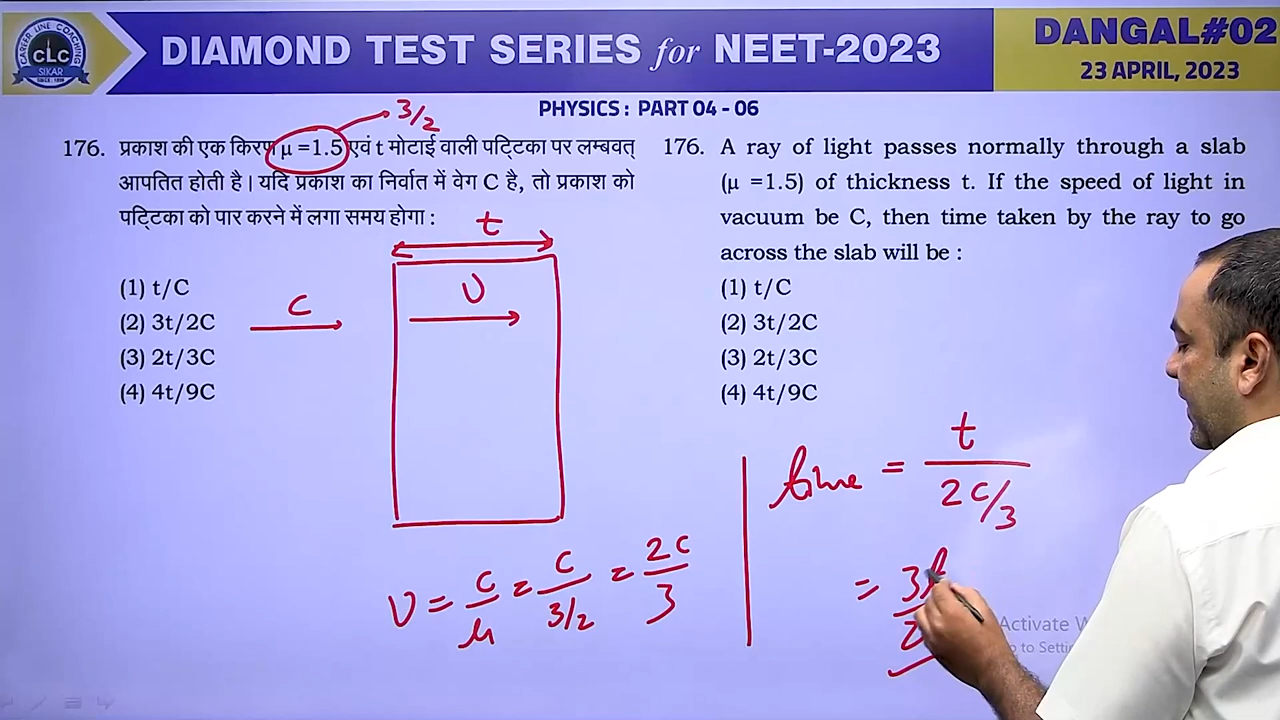 CAREER LINE COACHING
CLC
SIKAR
DIAMOND TEST SERIES for NEET-2023
DANGAL#02
23 APRIL, 2023
PHYSICS : PART 04 - 06
3/2
176. प्रकाश की एक किरण μ =1.5 एवं t मोटाई वाली पट्टिका पर लम्बवत्
आपतित होती है। यदि प्रकाश का निर्वात में वेग C है, तो प्रकाश को
पट्टिका को पार करने में लगा समय होगा :
(1) t/C
(2) 3t/2C
(3) 2t/3C
(4) 4t/9C
t
C
υ
υ = c/μ = c/3/2 = 2c/3
176. A ray of light passes normally through a slab
(μ =1.5) of thickness t. If the speed of light in
vacuum be C, then time taken by the ray to go
across the slab will be :
(1) t/C
(2) 3t/2C
(3) 2t/3C
(4) 4t/9C
time = t/2c/3
= 3t/2
Activate
to Setti